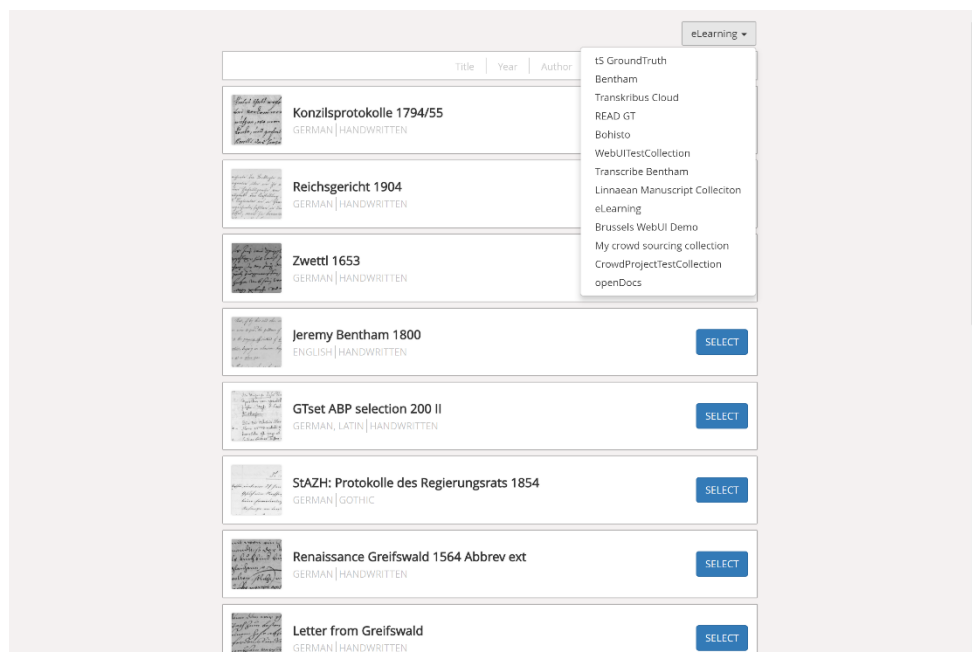 eLearning
Title Year Author
tS GroundTruth
Bentham
Transkribus Cloud
READ GT
Bohisto
WebUITestCollection
Transcribe Bentham
Linnaean Manuscript Colleciton
eLearning
Brussels WebUI Demo
My crowd sourcing collection
CrowdProjectTestCollection
openDocs
Konzilsprotokolle 1794/55
GERMAN | HANDWRITTEN
Reichsgericht 1904
GERMAN | HANDWRITTEN
Zwettl 1653
GERMAN | HANDWRITTEN
Jeremy Bentham 1800
ENGLISH | HANDWRITTEN
SELECT
GTset ABP selection 200 II
GERMAN, LATIN | HANDWRITTEN
SELECT
StAZH: Protokolle des Regierungsrats 1854
GERMAN | GOTHIC
SELECT
Renaissance Greifswald 1564 Abbrev ext
GERMAN | HANDWRITTEN
SELECT
Letter from Greifswald
GERMAN | HANDWRITTEN
SELECT